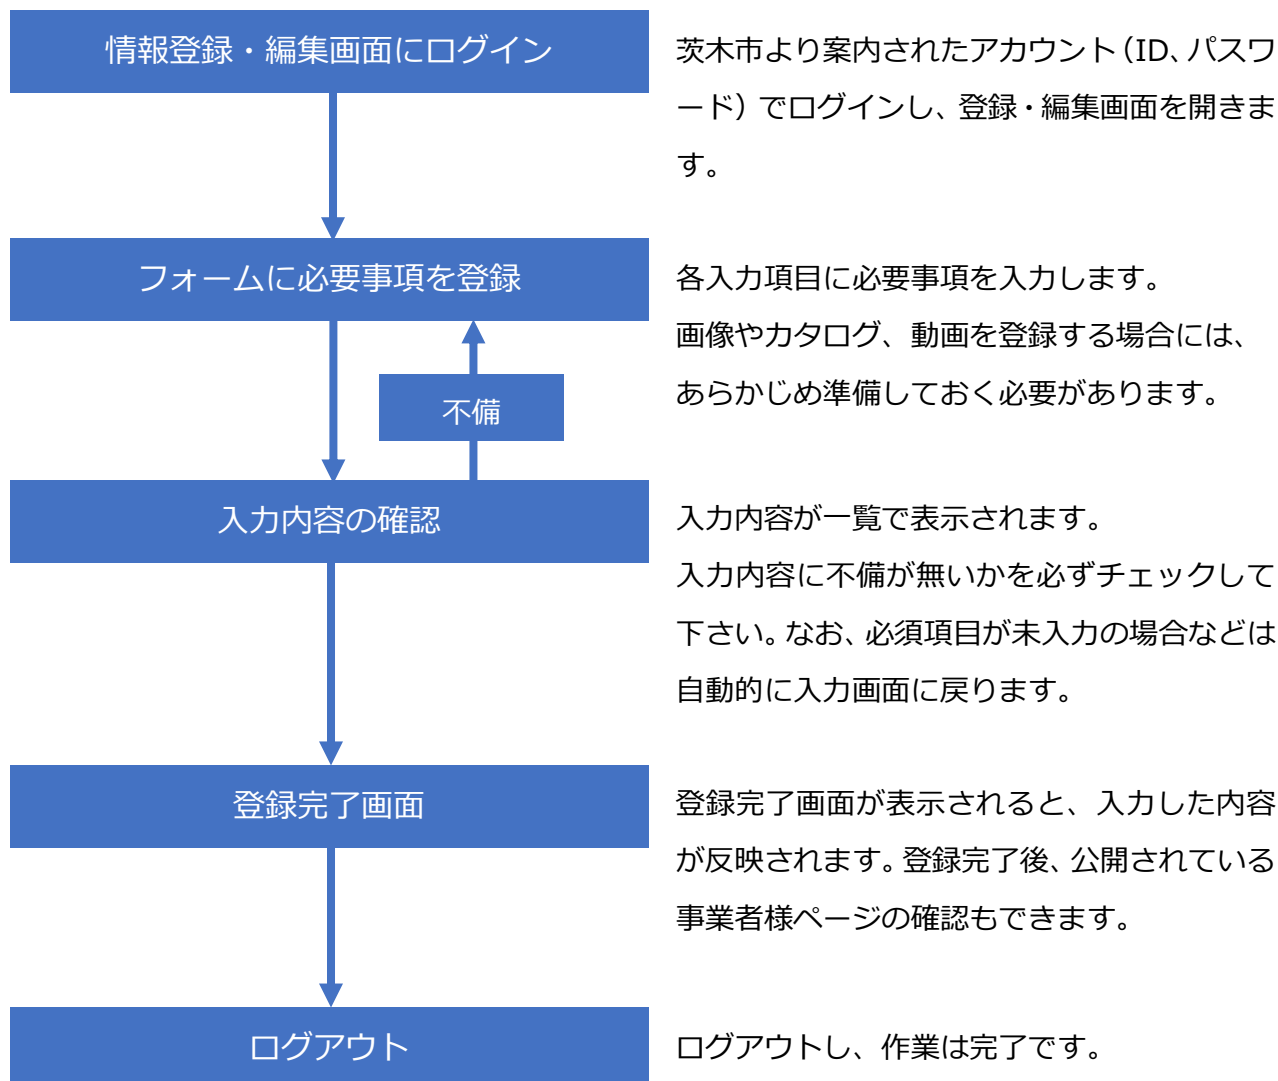 情報登録・編集画面にログイン
茨木市より案内されたアカウント（ID、パスワ
ード）でログインし、登録・編集画面を開きま
す。
フォームに必要事項を登録
各入力項目に必要事項を入力します。
画像やカタログ、動画を登録する場合には、
あらかじめ準備しておく必要があります。
不備
入力内容の確認
入力内容が一覧で表示されます。
入力内容に不備が無いかを必ずチェックして
下さい。なお、必須項目が未入力の場合などは
自動的に入力画面に戻ります。
登録完了画面
登録完了画面が表示されると、入力した内容
が反映されます。登録完了後、公開されている
事業者様ページの確認もできます。
ログアウト
ログアウトし、作業は完了です。